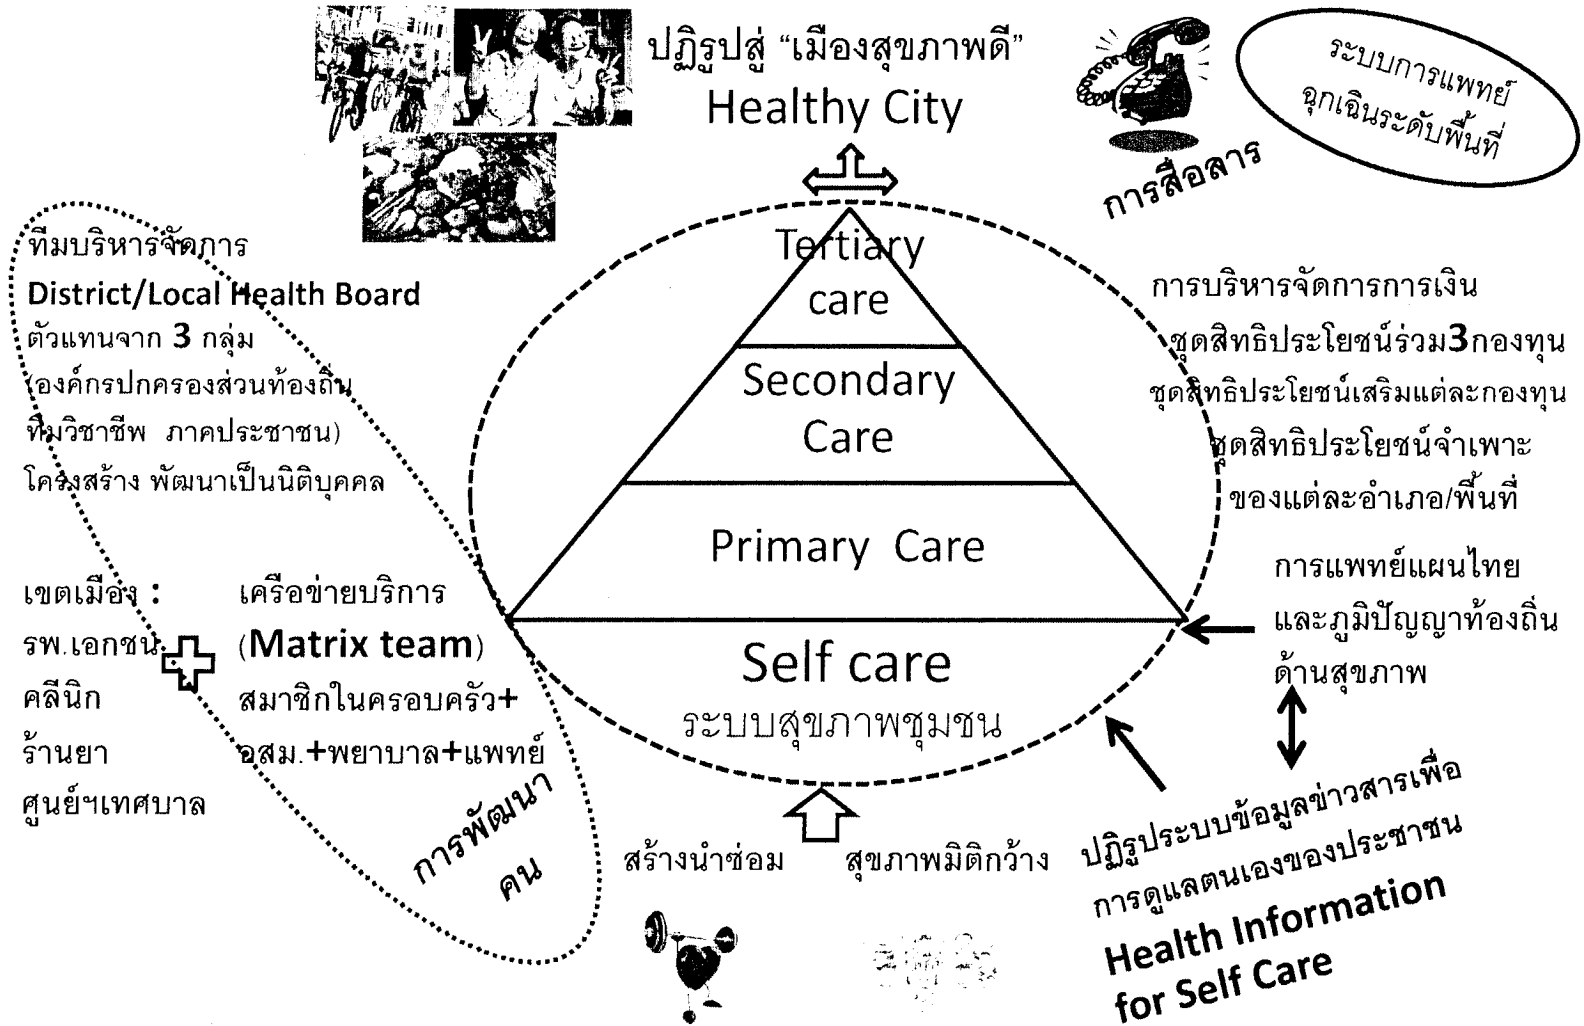 ปฏิรูปสู่ “เมืองสุขภาพดี”
Healthy City
การสื่อสาร
ระบบการแพทย์
ฉุกเฉินระดับพื้นที่
ทีมบริหารจัดการ
District/Local Health Board
ตัวแทนจาก 3 กลุ่ม
(องค์กรปกครองส่วนท้องถิ่น
ทีมวิชาชีพ ภาคประชาชน)
โครงสร้าง พัฒนาเป็นนิติบุคคล
เขตเมือง :
รพ.เอกชน
คลีนิก
ร้านยา
ศูนย์ฯเทศบาล
เครือข่ายบริการ
(Matrix team)
สมาชิกในครอบครัว+
อสม.+พยาบาล+แพทย์
การพัฒนา
คน
Tertiary
care
Secondary
Care
Primary Care
Self care
ระบบสุขภาพชุมชน
สร้างนำซ่อม
สุขภาพมิติกว้าง
การบริหารจัดการการเงิน
ชุดสิทธิประโยชน์ร่วม3กองทุน
ชุดสิทธิประโยชน์เสริมแต่ละกองทุน
ชุดสิทธิประโยชน์จำเพาะ
ของแต่ละอำเภอ/พื้นที่
การแพทย์แผนไทย
และภูมิปัญญาท้องถิ่น
ด้านสุขภาพ
ปฏิรูประบบข้อมูลข่าวสารเพื่อ
การดูแลตนเองของประชาชน
Health Information
for Self Care